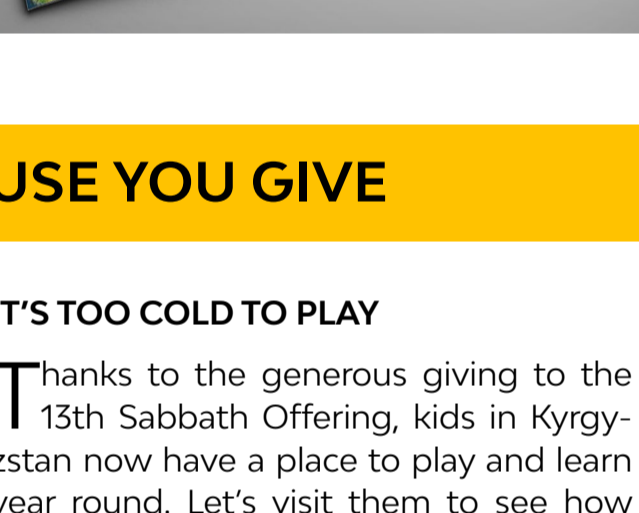 USE YOU GIVE
T'S TOO COLD TO PLAY
Thanks to the generous giving to the
13th Sabbath Offering, kids in Kyrgy-
zstan now have a place to play and learn
year round. Let's visit them to see how